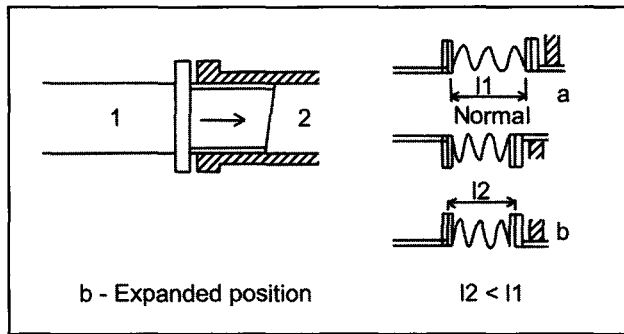 1
2
l1
a
Normal
l2
b
b - Expanded position
l2 < l1